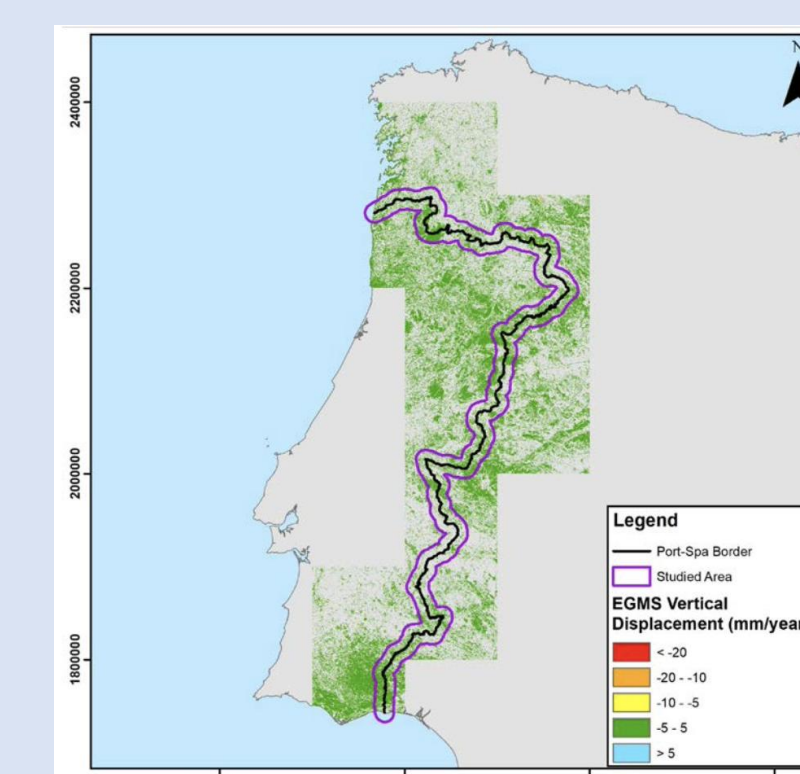 N
2400000
2200000
2000000
1800000
Legend
Port-Spa Border
Studied Area
EGMS Vertical
Displacement (mm/year
< -20
-20 - -10
-10 - -5
-5 - 5
> 5